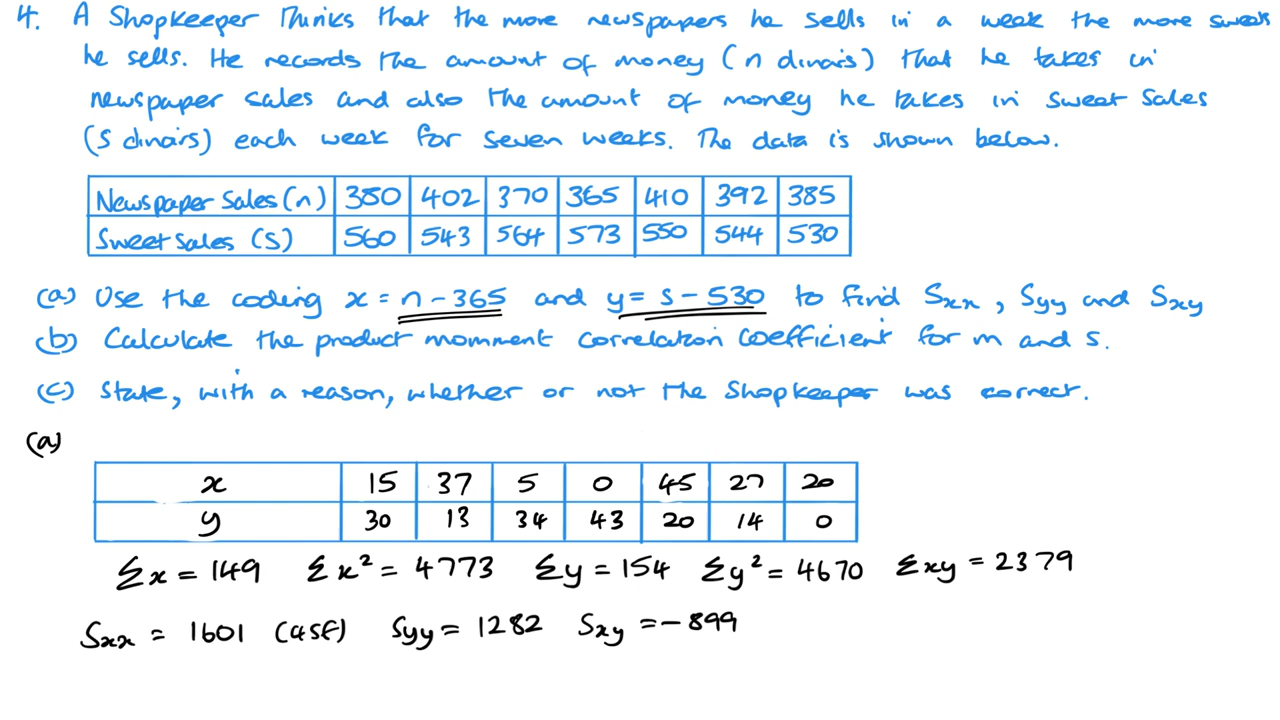 4. A Shopkeeper Thinks that the more newspapers he sells in a week the more sweets
he sells. He records the amount of money (n dinars) that he takes in
newspaper sales and also the amount of money he takes in sweet sales
(s dinars) each week for seven weeks. The data is shown below.
Newspaper Sales (n) 380 402 370 365 410 392 385
Sweet Sales (S) 560 543 564 573 550 544 530
(a) Use the coding x = n - 365 and y = s - 530 to find Sxx, Syy and Sxy
(b) Calculate the product momment correlation coefficient for m and s.
(c) State, with a reason, whether or not the Shopkeeper was correct.
(a)
x 15 37 5 0 45 27 20
y 30 13 34 43 20 14 0
Σx = 149 Σx² = 4773 Σy = 154 Σy² = 4670 Σxy = 2379
Sxx = 1601 (4sf) Syy = 1282 Sxy = -899